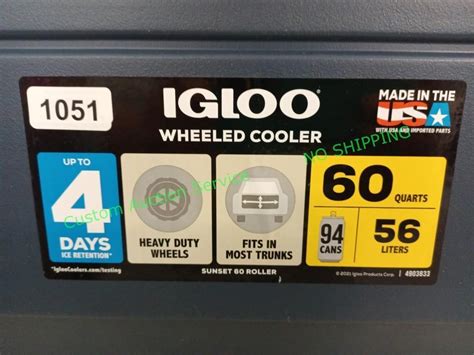 1051
IGLOO®
WHEELED COOLER
MADE IN THE
USA
WITH USA AND IMPORTED PARTS
NO SHIPPING
Custom Auction Service
UP TO
4
DAYS
ICE RETENTION*
*IglooCoolers.com/testing
HEAVY DUTY
WHEELS
FITS IN
MOST TRUNKS
SUNSET 60 ROLLER
60 QUARTS
94
CANS
56
LITERS
© 2021 Igloo Products Corp.
4903833